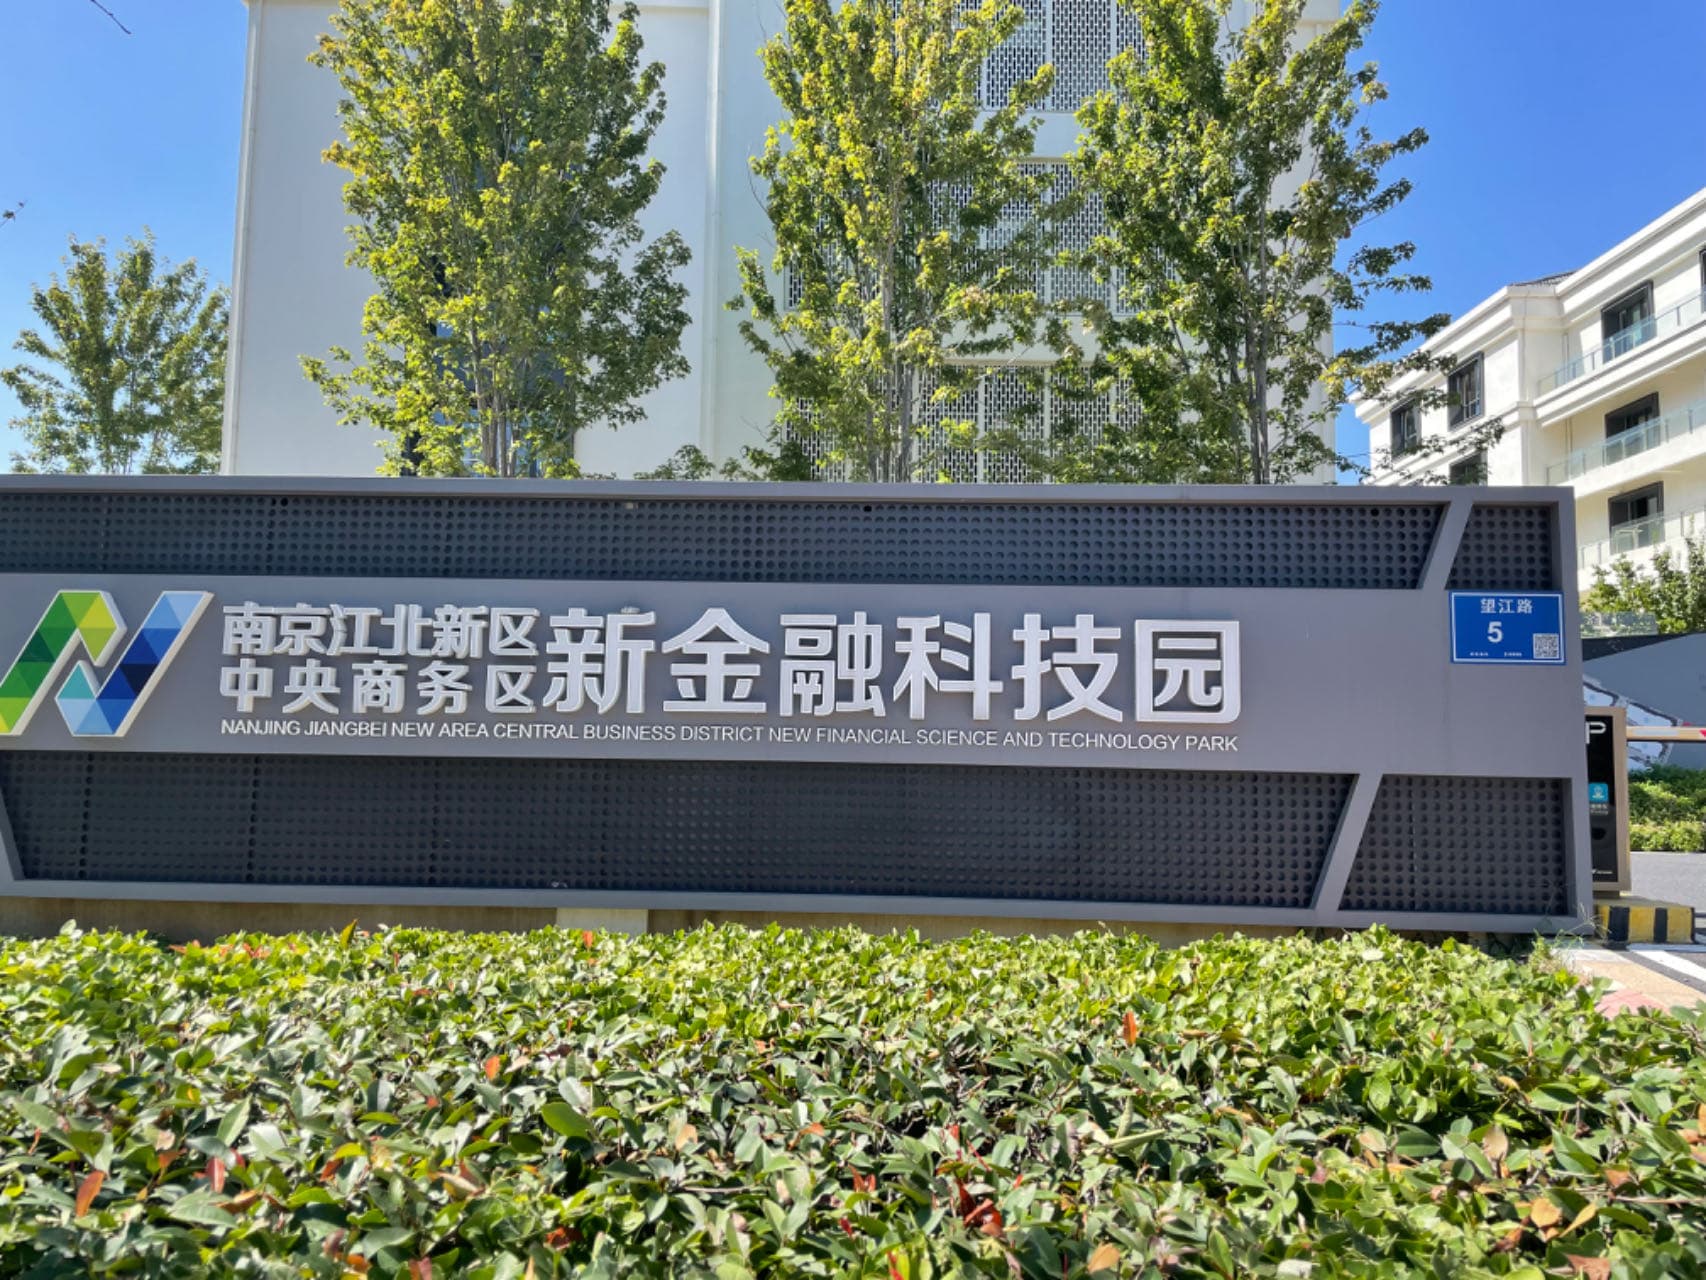 南京江北新区
中央商务区
新金融科技园
NANJING JIANGBEI NEW AREA CENTRAL BUSINESS DISTRICT NEW FINANCIAL SCIENCE AND TECHNOLOGY PARK
望江路
5
P